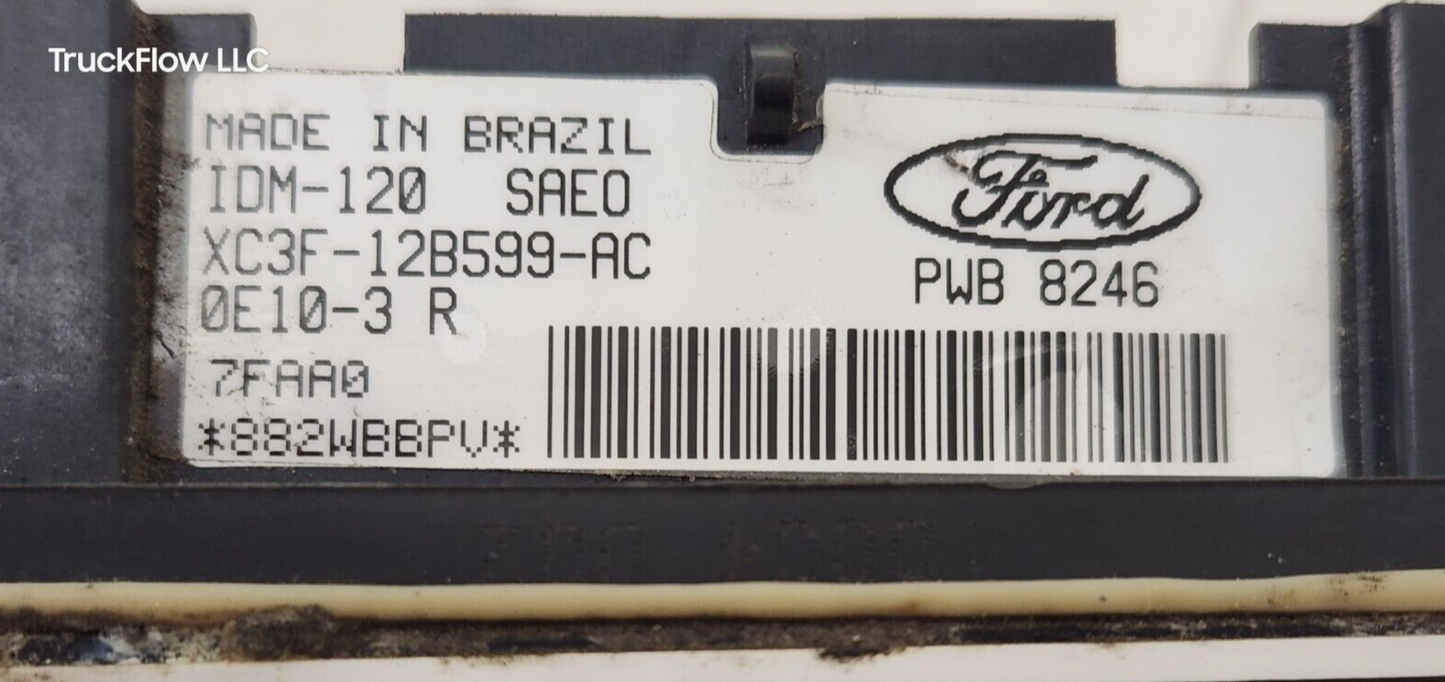 TruckFlow LLC
MADE IN BRAZIL
IDM-120 SAEO
XC3F-12B599-AC
0E10-3 R
7FAA0
*882WBBPV*
Ford
PWB 8246